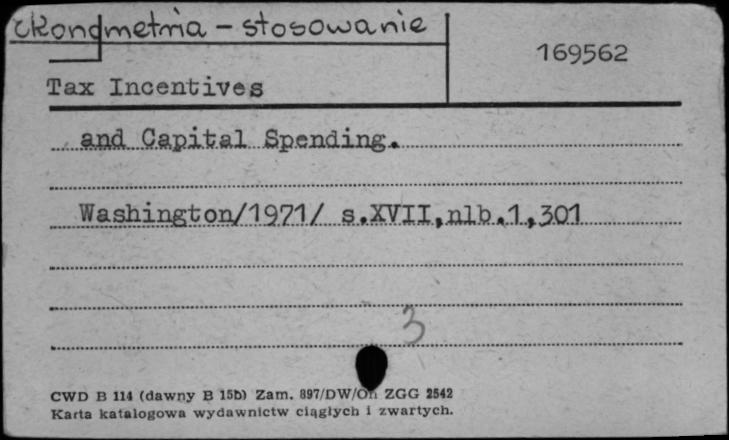 ekonometria - stosowanie
169562
Tax Incentives
and Capital Spending.
Washington/1971/ s.XVII,nlb.1,301
3
CWD B 114 (dawny B 15b) Zam. 897/DW/On ZGG 2542
Karta katalogowa wydawnictw ciągłych i zwartych.